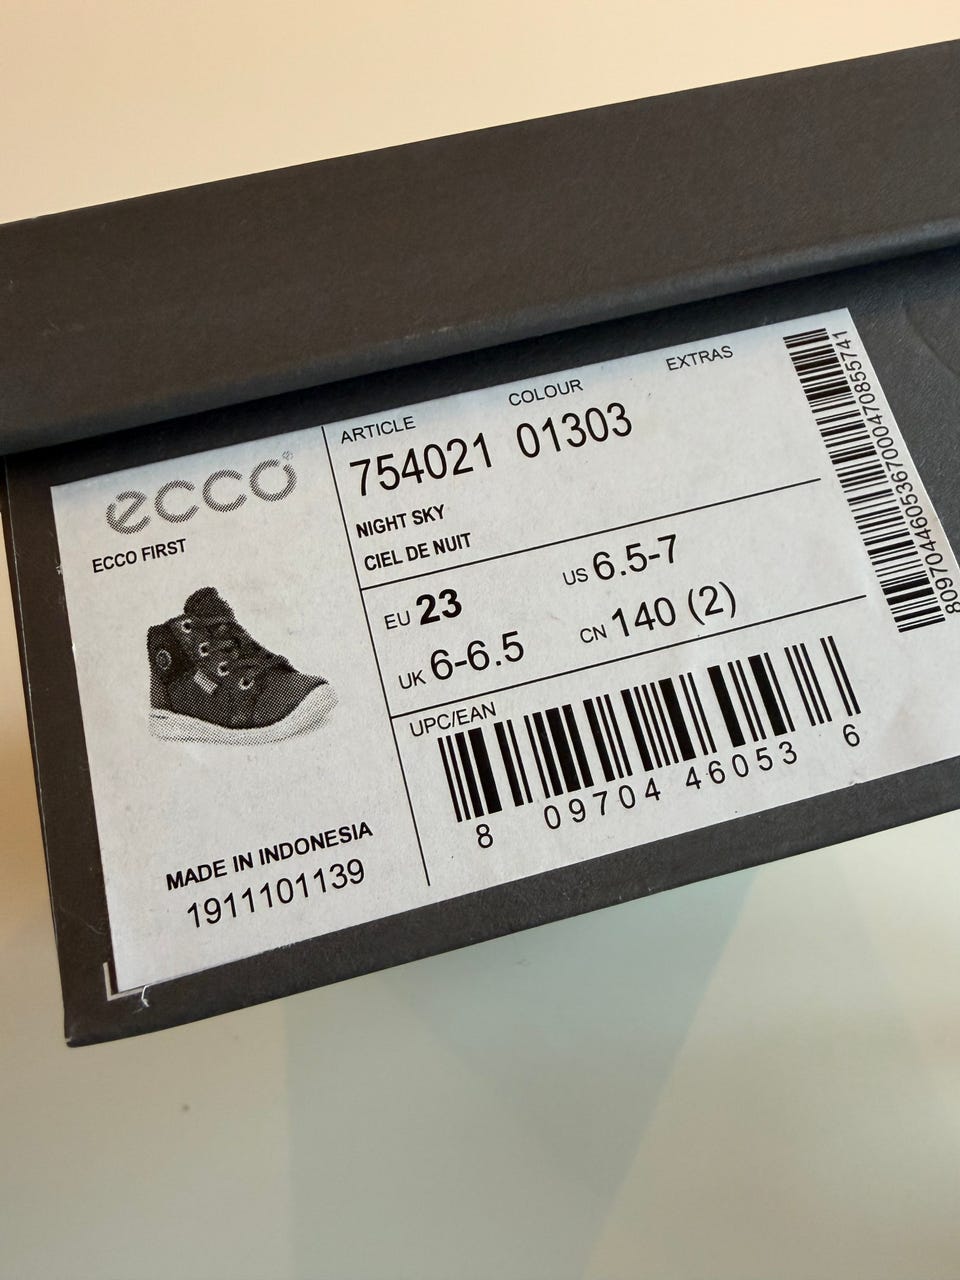 ecco®
ECCO FIRST
MADE IN INDONESIA
1911101139
ARTICLE COLOUR EXTRAS
754021 01303
NIGHT SKY
CIEL DE NUIT
EU 23 US 6.5-7
UK 6-6.5 CN 140 (2)
UPC/EAN
8 09704 46053 6
8097044605367000470855741